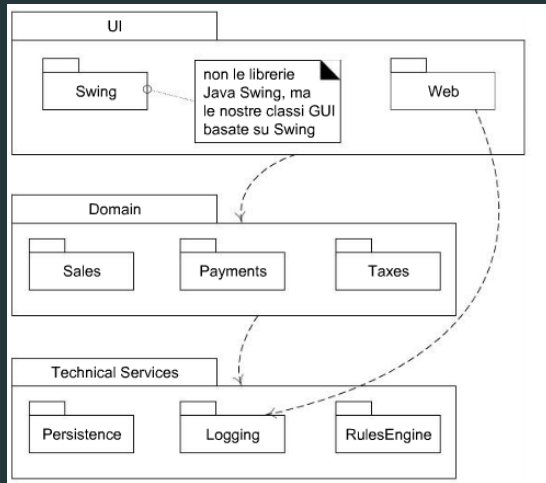 UI
Swing
non le librerie
Java Swing, ma
le nostre classi GUI
basate su Swing
Web
Domain
Sales
Payments
Taxes
Technical Services
Persistence
Logging
RulesEngine